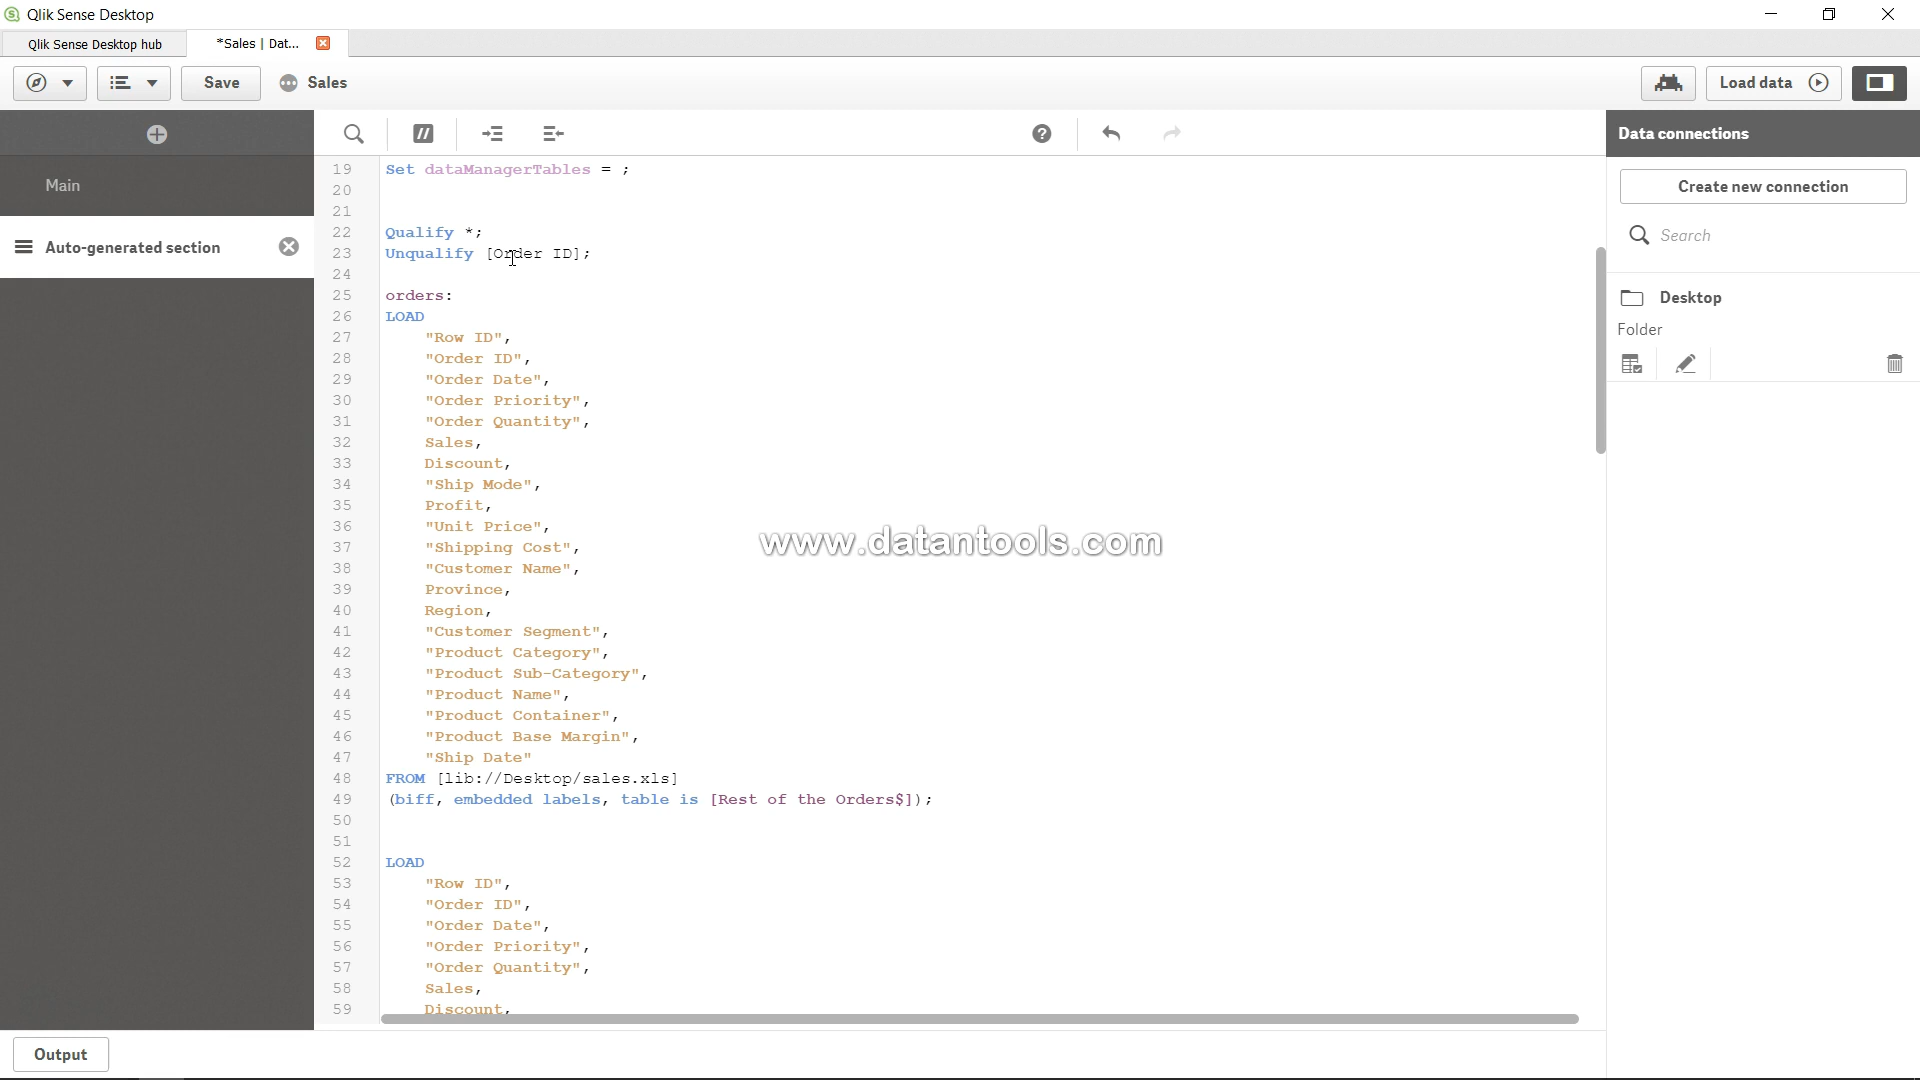 Qlik Sense Desktop
Qlik Sense Desktop hub
*Sales | Dat...
Save
Sales
Load data
Data connections
Main
Auto-generated section
Create new connection
Search
Desktop
Folder
19 Set dataManagerTables = ;
20
21
22 Qualify *;
23 Unqualify [Order ID];
24
25 orders:
26 LOAD
27 "Row ID",
28 "Order ID",
29 "Order Date",
30 "Order Priority",
31 "Order Quantity",
32 Sales,
33 Discount,
34 "Ship Mode",
35 Profit,
36 "Unit Price",
37 "Shipping Cost",
38 "Customer Name",
39 Province,
40 Region,
41 "Customer Segment",
42 "Product Category",
43 "Product Sub-Category",
44 "Product Name",
45 "Product Container",
46 "Product Base Margin",
47 "Ship Date"
48 FROM [lib://Desktop/sales.xls]
49 (biff, embedded labels, table is [Rest of the Orders$]);
50
51
52 LOAD
53 "Row ID",
54 "Order ID",
55 "Order Date",
56 "Order Priority",
57 "Order Quantity",
58 Sales,
59 Discount,
www.datantools.com
Output